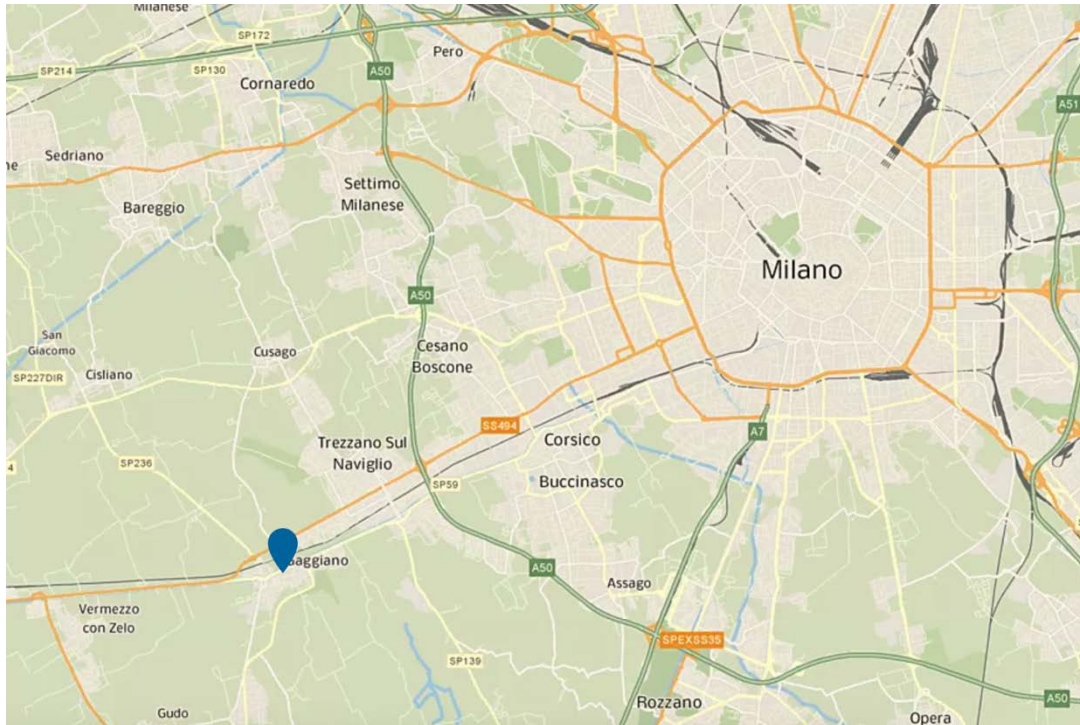 Milanese
SP172
Pero
SP214
SP130
A50
Cornaredo
A51
Sedriano
Settimo
Milanese
Bareggio
Milano
A50
San
Giacomo
Cusago
Cesano
Boscone
SP227DIR
Cisliano
SS494
A7
Trezzano Sul
Naviglio
Corsico
SP236
SP59
Buccinasco
aggiano
A50
Assago
Vermezzo
con Zelo
SPEXSS35
SP139
Rozzano
A50
Gudo
Opera